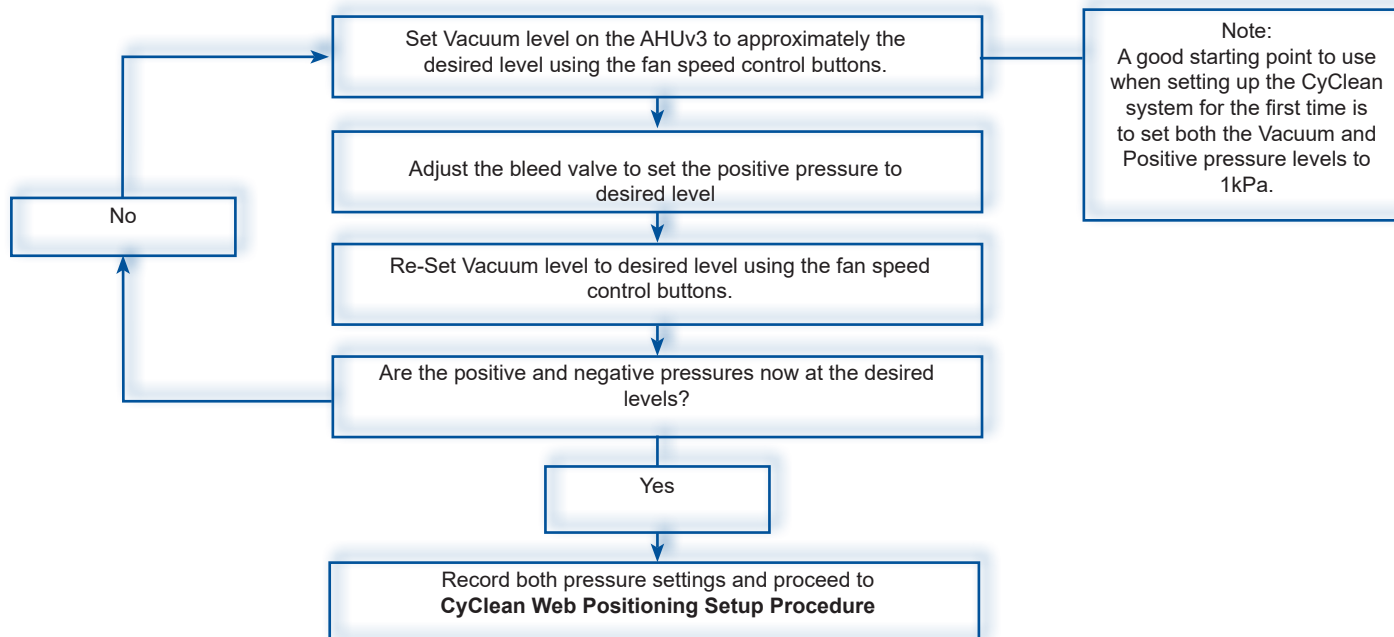 Set Vacuum level on the AHUv3 to approximately the
desired level using the fan speed control buttons.
Note:
A good starting point to use
when setting up the CyClean
system for the first time is
to set both the Vacuum and
Positive pressure levels to
1kPa.
Adjust the bleed valve to set the positive pressure to
desired level
No
Re-Set Vacuum level to desired level using the fan speed
control buttons.
Are the positive and negative pressures now at the desired
levels?
Yes
Record both pressure settings and proceed to
CyClean Web Positioning Setup Procedure